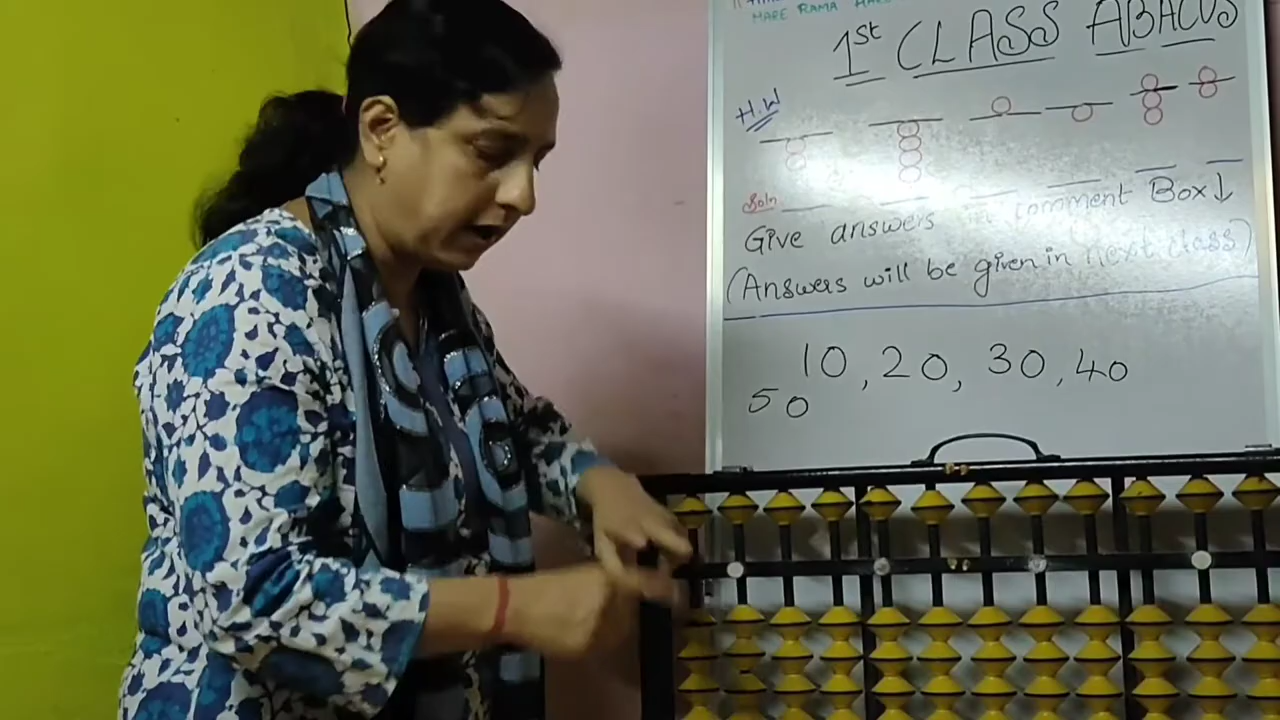 HARE RAMA
1st CLASS ABACUS
H.W
Soln
Give answers comment Box↓
(Answers will be given in next class)
10, 20, 30, 40
50